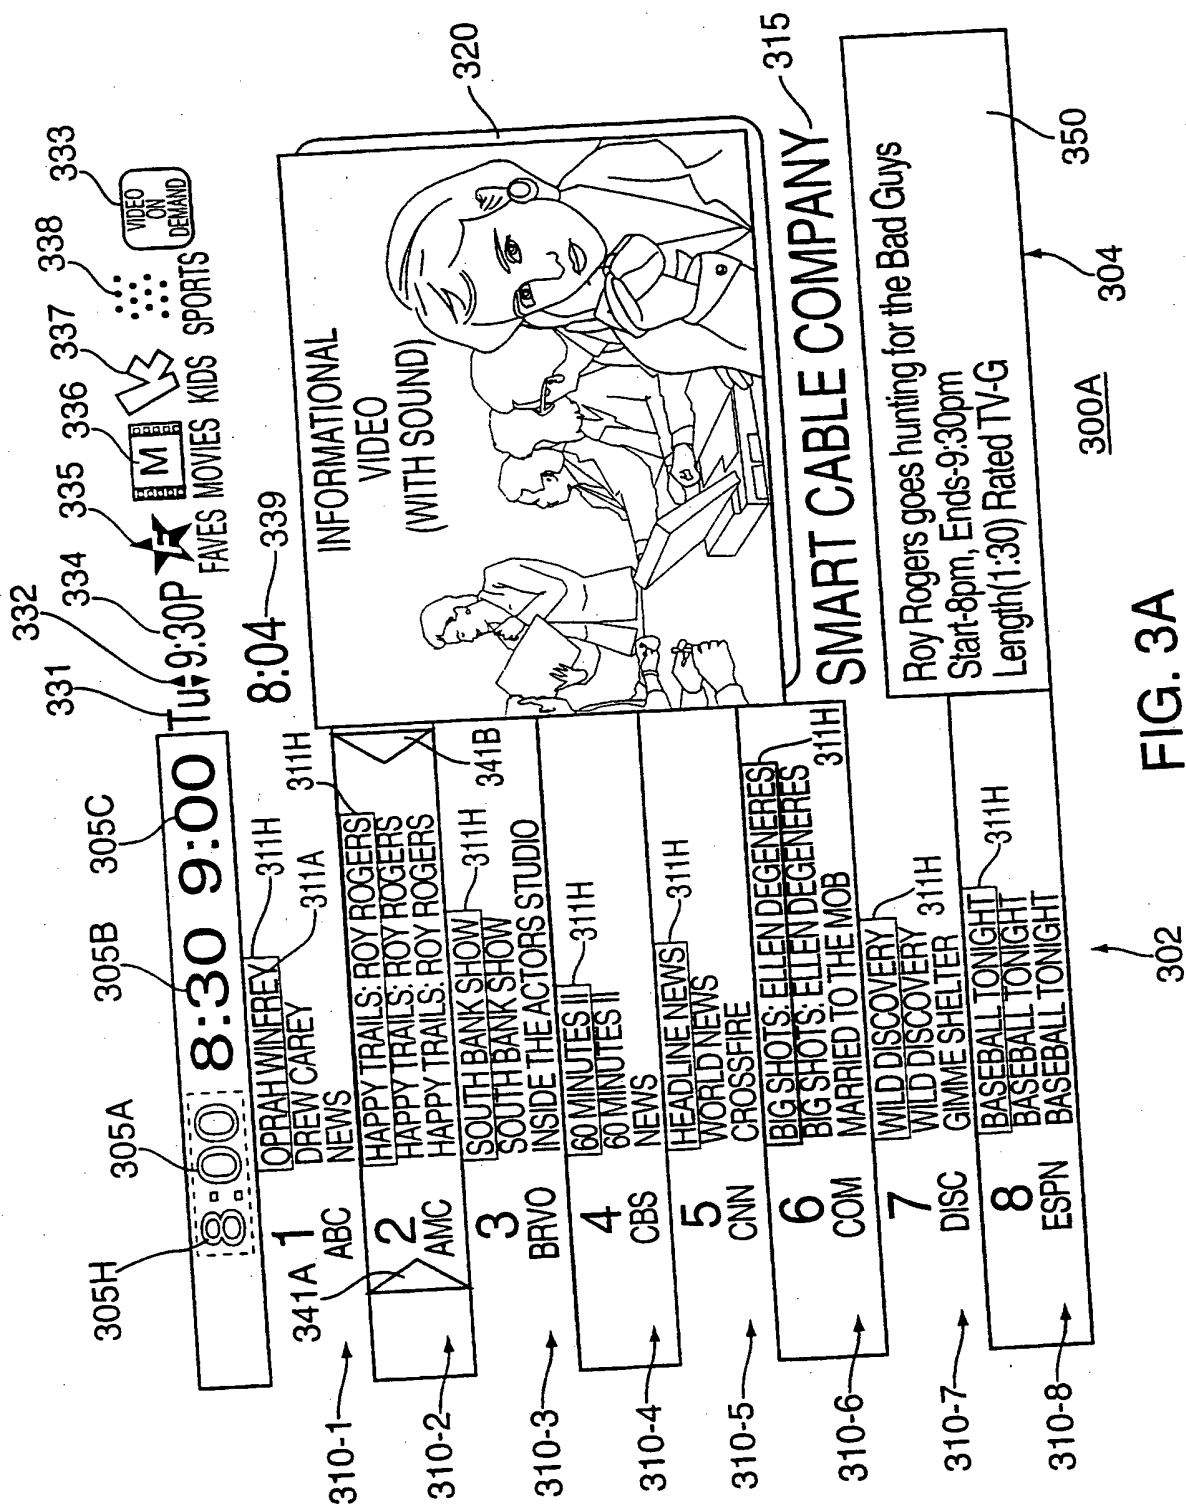 305H
305A
305B
305C
331
332
334
335
336
337
338
333
8:00
8:30
9:00
Tu
9:30P
F
M
FAVES
MOVIES
KIDS
SPORTS
VIDEO
ON
DEMAND
8:04
339
320
315
310-1
341A
1
ABC
OPRAH WINFREY
DREW CAREY
NEWS
311H
311A
310-2
2
AMC
HAPPY TRAILS: ROY ROGERS
HAPPY TRAILS: ROY ROGERS
HAPPY TRAILS: ROY ROGERS
311H
341B
310-3
3
BRVO
SOUTH BANK SHOW
SOUTH BANK SHOW
INSIDE THE ACTORS STUDIO
311H
310-4
4
CBS
60 MINUTES II
60 MINUTES II
NEWS
311H
310-5
5
CNN
HEADLINE NEWS
WORLD NEWS
CROSSFIRE
311H
310-6
6
COM
BIG SHOTS: ELLEN DEGENERES
BIG SHOTS: ELLEN DEGENERES
MARRIED TO THE MOB
311H
310-7
7
DISC
WILD DISCOVERY
WILD DISCOVERY
GIMME SHELTER
311H
310-8
8
ESPN
BASEBALL TONIGHT
BASEBALL TONIGHT
BASEBALL TONIGHT
311H
INFORMATIONAL
VIDEO
(WITH SOUND)
SMART CABLE COMPANY
Roy Rogers goes hunting for the Bad Guys
Start-8pm, Ends-9:30pm
Length(1:30) Rated TV-G
350
302
304
300A
FIG. 3A